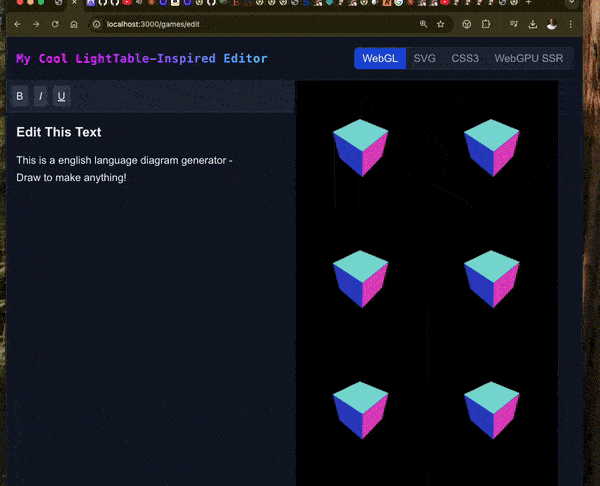 localhost:3000/games/edit
My Cool LightTable-Inspired Editor
WebGL SVG CSS3 WebGPU SSR
B I U
Edit This Text
This is a english language diagram generator -
Draw to make anything!